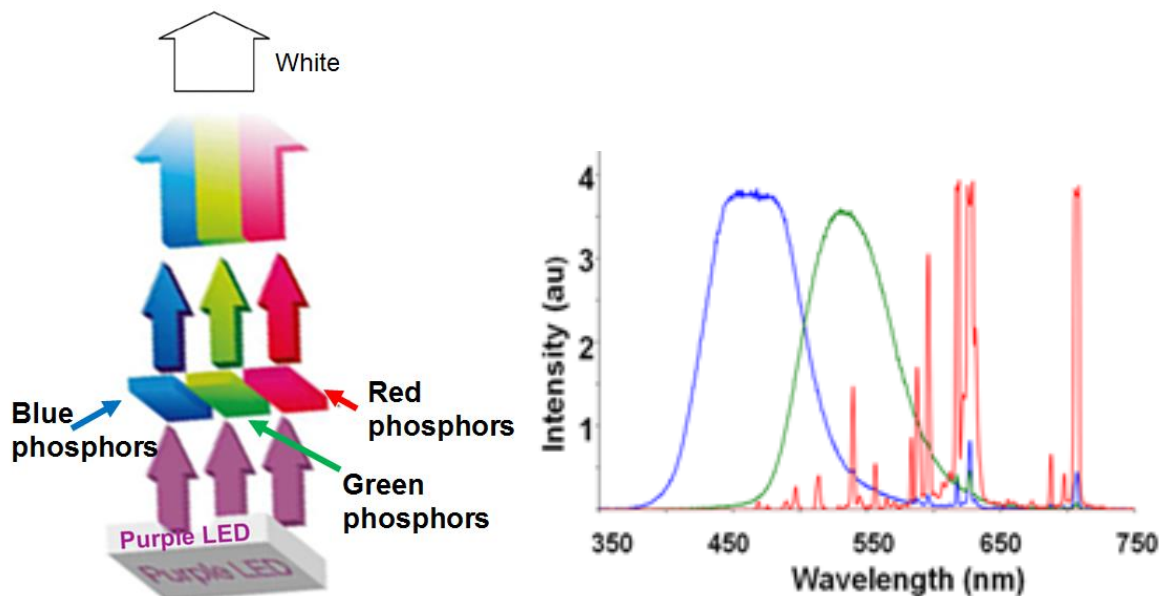 White
Blue
phosphors
Red
phosphors
Green
phosphors
Purple LED
Purple LED
Intensity (au)
4
3
2
1
350
450
550
650
750
Wavelength (nm)